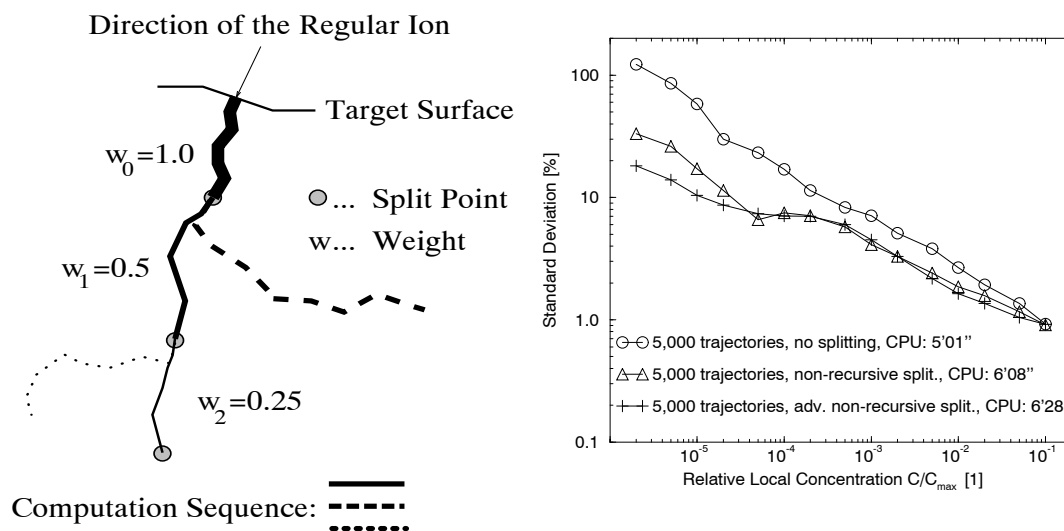 Direction of the Regular Ion
Target Surface
w0=1.0
... Split Point
w... Weight
w1=0.5
w2=0.25
Computation Sequence:
Standard Deviation [%]
100
10
1.0
0.1
5,000 trajectories, no splitting, CPU: 5'01''
5,000 trajectories, non-recursive split., CPU: 6'08''
5,000 trajectories, adv. non-recursive split., CPU: 6'28
10^-5
10^-4
10^-3
10^-2
10^-1
Relative Local Concentration C/Cmax [1]